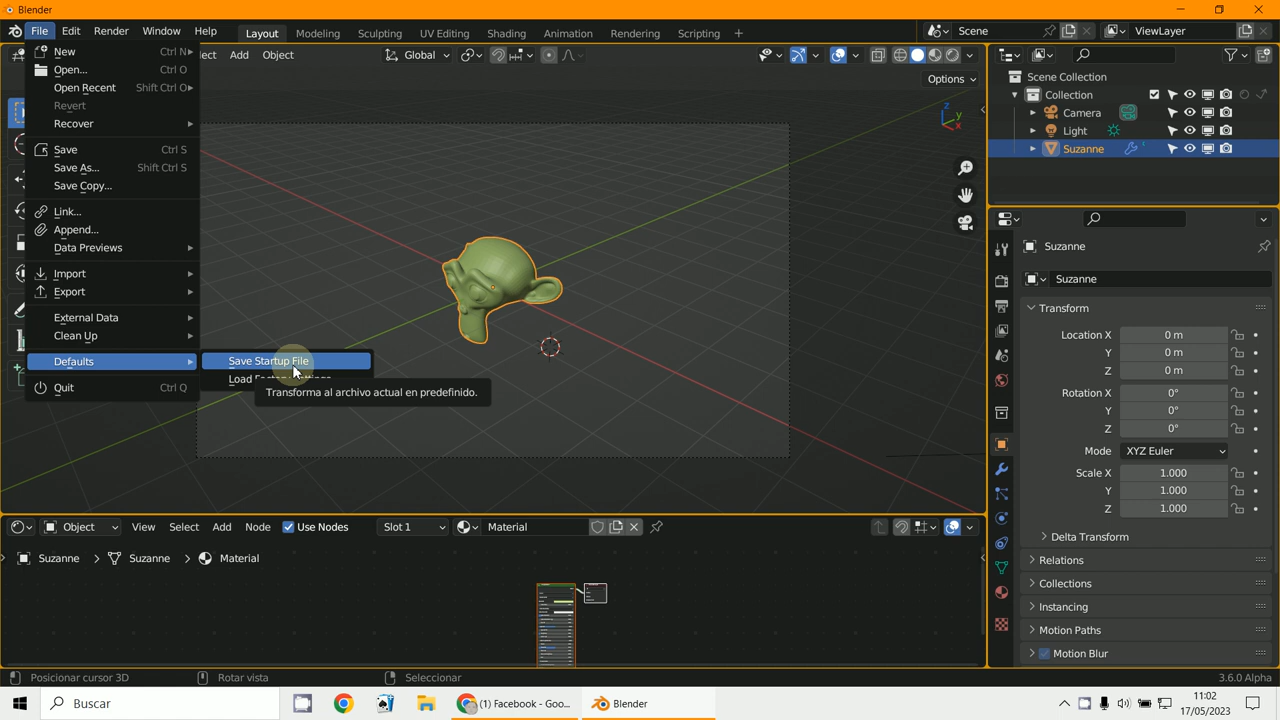 Blender
File Edit Render Window Help
Layout Modeling Sculpting UV Editing Shading Animation Rendering Scripting +
Scene
ViewLayer
New Ctrl N
Open... Ctrl O
Open Recent Shift Ctrl O
Revert
Recover
Save Ctrl S
Save As... Shift Ctrl S
Save Copy...
Link...
Append...
Data Previews
Import
Export
External Data
Clean Up
Defaults
Quit Ctrl Q
Save Startup File
Transforma al archivo actual en predefinido.
Add Object
Global
Options
Z
Y
X
Scene Collection
Collection
Camera
Light
Suzanne
Suzanne
Suzanne
Transform
Location X 0 m
Y 0 m
Z 0 m
Rotation X 0°
Y 0°
Z 0°
Mode XYZ Euler
Scale X 1.000
Y 1.000
Z 1.000
Delta Transform
Relations
Collections
Instancing
Motion Paths
Motion Blur
Object View Select Add Node Use Nodes Slot 1 Material
Suzanne > Suzanne > Material
Posicionar cursor 3D Rotar vista Seleccionar
3.6.0 Alpha
Buscar
(1) Facebook - Goo...
Blender
11:02
17/05/2023